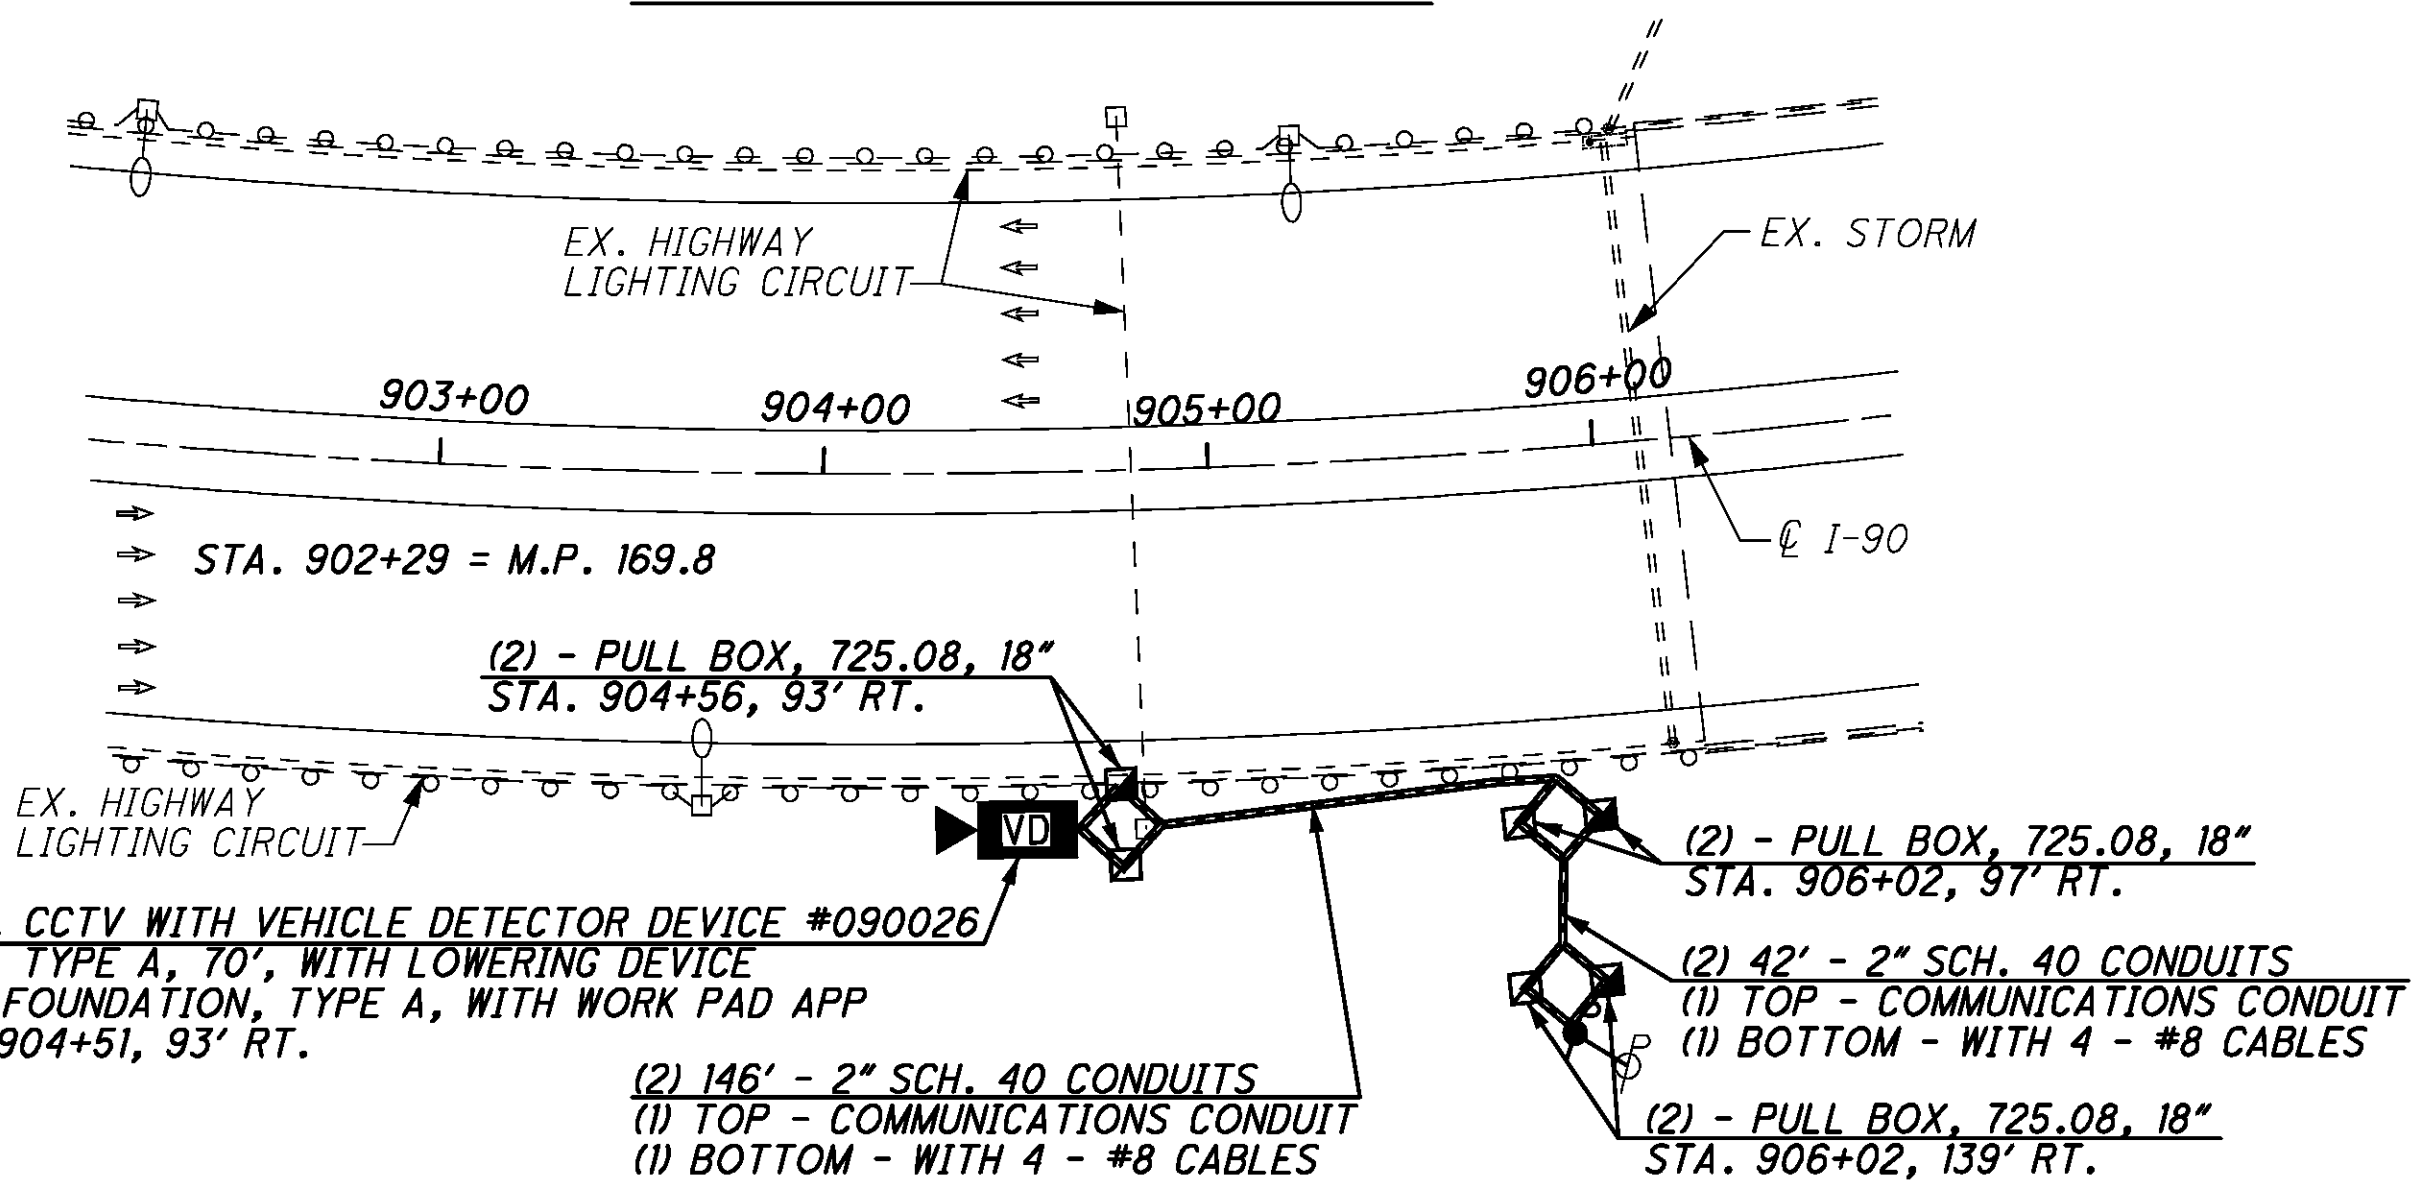 EX. HIGHWAY
LIGHTING CIRCUIT
EX. STORM
903+00
904+00
905+00
906+00
℄ I-90
STA. 902+29 = M.P. 169.8
(2) - PULL BOX, 725.08, 18"
STA. 904+56, 93' RT.
EX. HIGHWAY
LIGHTING CIRCUIT
VD
(2) - PULL BOX, 725.08, 18"
STA. 906+02, 97' RT.
CCTV WITH VEHICLE DETECTOR DEVICE #090026
TYPE A, 70', WITH LOWERING DEVICE
FOUNDATION, TYPE A, WITH WORK PAD APP
904+51, 93' RT.
(2) 42' - 2" SCH. 40 CONDUITS
(1) TOP - COMMUNICATIONS CONDUIT
(1) BOTTOM - WITH 4 - #8 CABLES
P
(2) 146' - 2" SCH. 40 CONDUITS
(1) TOP - COMMUNICATIONS CONDUIT
(1) BOTTOM - WITH 4 - #8 CABLES
(2) - PULL BOX, 725.08, 18"
STA. 906+02, 139' RT.